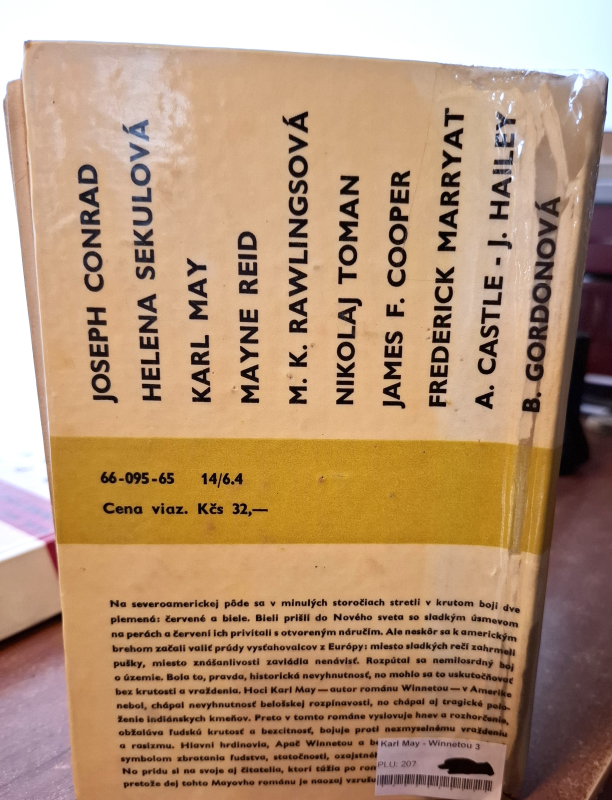 JOSEPH CONRAD
HELENA SEKULOVÁ
KARL MAY
MAYNE REID
M. K. RAWLINGSOVÁ
NIKOLAJ TOMAN
JAMES F. COOPER
FREDERICK MARRYAT
A. CASTLE - J. HAILEY
B. GORDONOVÁ
66-095-65 14/6.4
Cena viaz. Kčs 32,—
Na severoamerickej pôde sa v minulých storočiach stretli v krutom boji dve
plemená: červené a biele. Bieli prišli do Nového sveta so sladkým úsmevom
na perách a červení ich privítali s otvoreným náručím. Ale neskôr sa k americkým
brehom začali valiť prúdy vysťahovalcov z Európy: miesto sladkých rečí zahrmeli
pušky, miesto znášanlivosti zavládla nenávisť. Rozpútal sa nemilosrdný boj
o územie. Bola to, pravda, historická nevyhnutnosť, no mohlo sa to uskutočňovať
bez krutosti a vraždenia. Hoci Karl May — autor románu Winnetou — v Amerike
nebol, chápal nevyhnutnosť belošskej rozpínavosti, no chápal aj tragické polo-
ženie indiánskych kmeňov. Preto v tomto románe vyslovuje hnev a rozhorčenie,
obžalúva ľudskú krutosť a bezcitnosť, bojuje proti nezmyselnému vraždeniu
a rasizmu. Hlavní hrdinovia, Apač Winnetou a
symbolom zbratania ľudstva, statočnosti,
No prídu si na svoje aj čitatelia, ktorí túžia po
pretože dej tohto Mayovho románu je naozaj
Karl May - Winnetou 3
PLU: 207